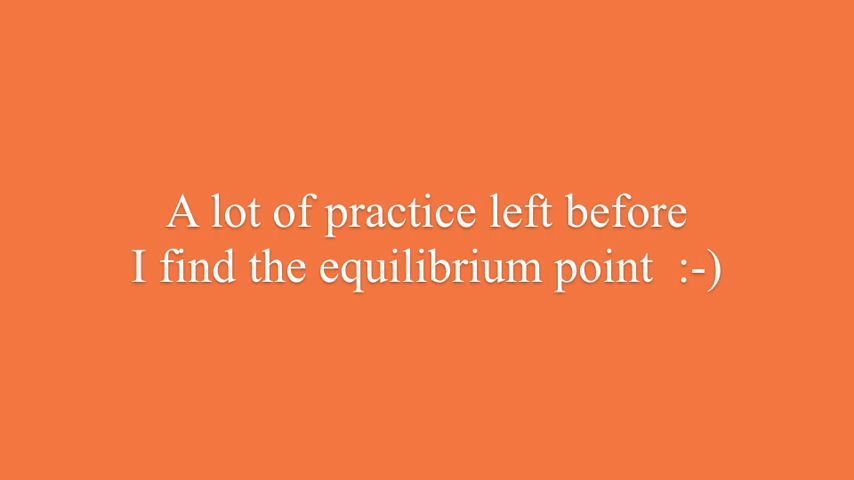 A lot of practice left before
I find the equilibrium point  :-)